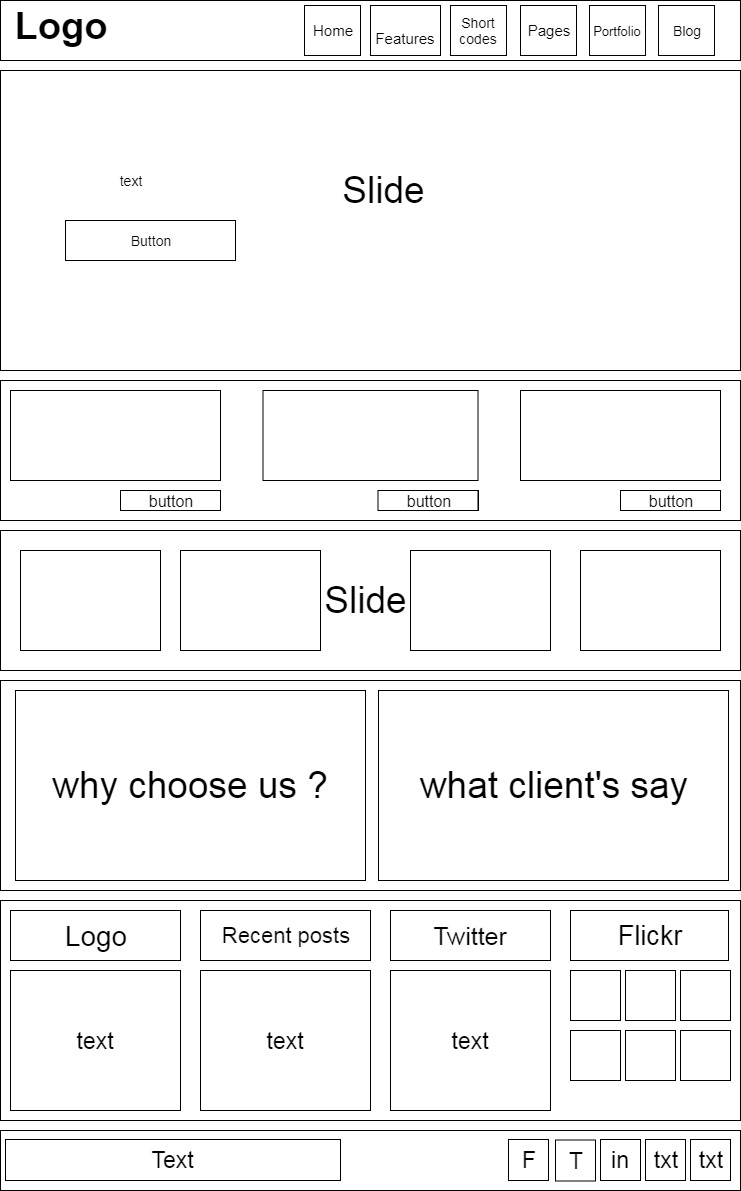 Logo
Home
Features
Short
codes
Pages
Portfolio
Blog
text
Slide
Button
button
button
button
Slide
why choose us ?
what client's say
Logo
Recent posts
Twitter
Flickr
text
text
text
Text
F
T
in
txt
txt